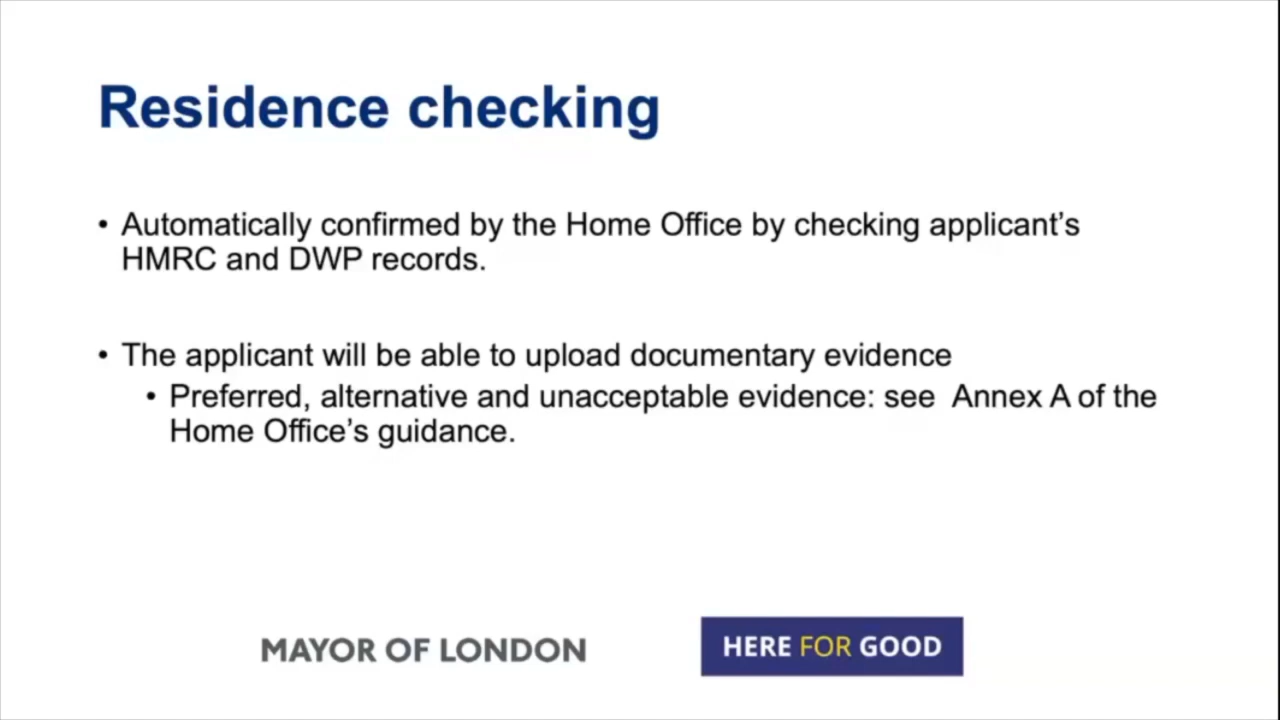 Residence checking
• Automatically confirmed by the Home Office by checking applicant’s
HMRC and DWP records.
• The applicant will be able to upload documentary evidence
• Preferred, alternative and unacceptable evidence: see  Annex A of the
Home Office’s guidance.
MAYOR OF LONDON
HERE FOR GOOD